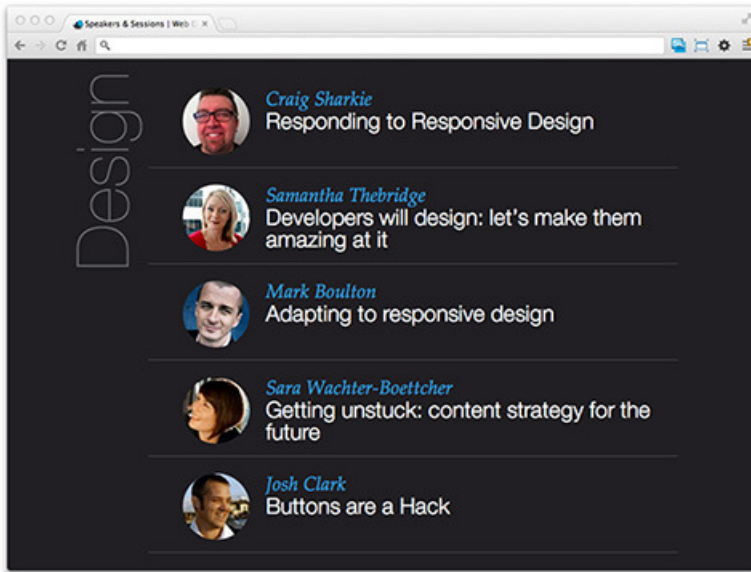 Speakers & Sessions | Web D
Design
Craig Sharkie
Responding to Responsive Design
Samantha Thebridge
Developers will design: let's make them
amazing at it
Mark Boulton
Adapting to responsive design
Sara Wachter-Boettcher
Getting unstuck: content strategy for the
future
Josh Clark
Buttons are a Hack